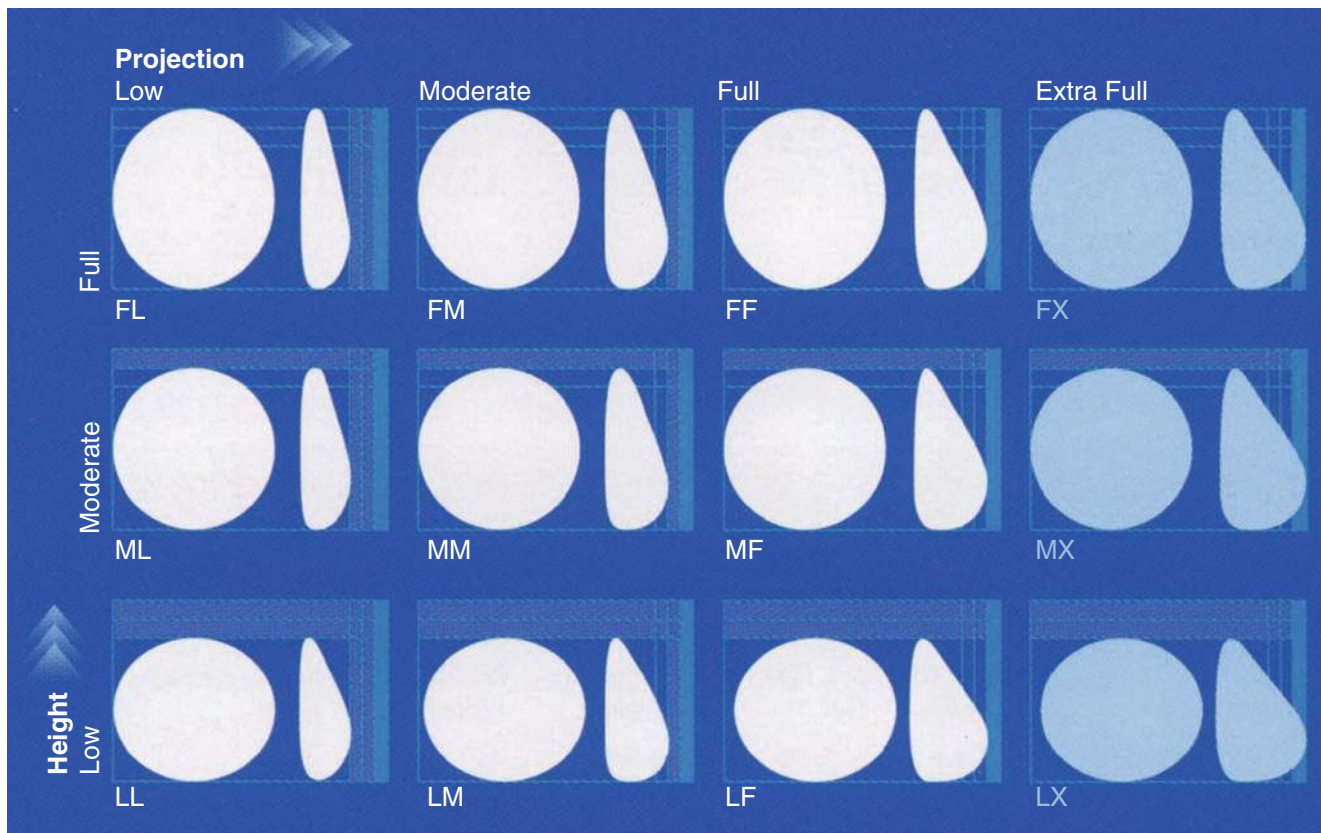 Projection
Low Moderate Full Extra Full
Full
FL FM FF FX
Moderate
ML MM MF MX
Height
Low
LL LM LF LX